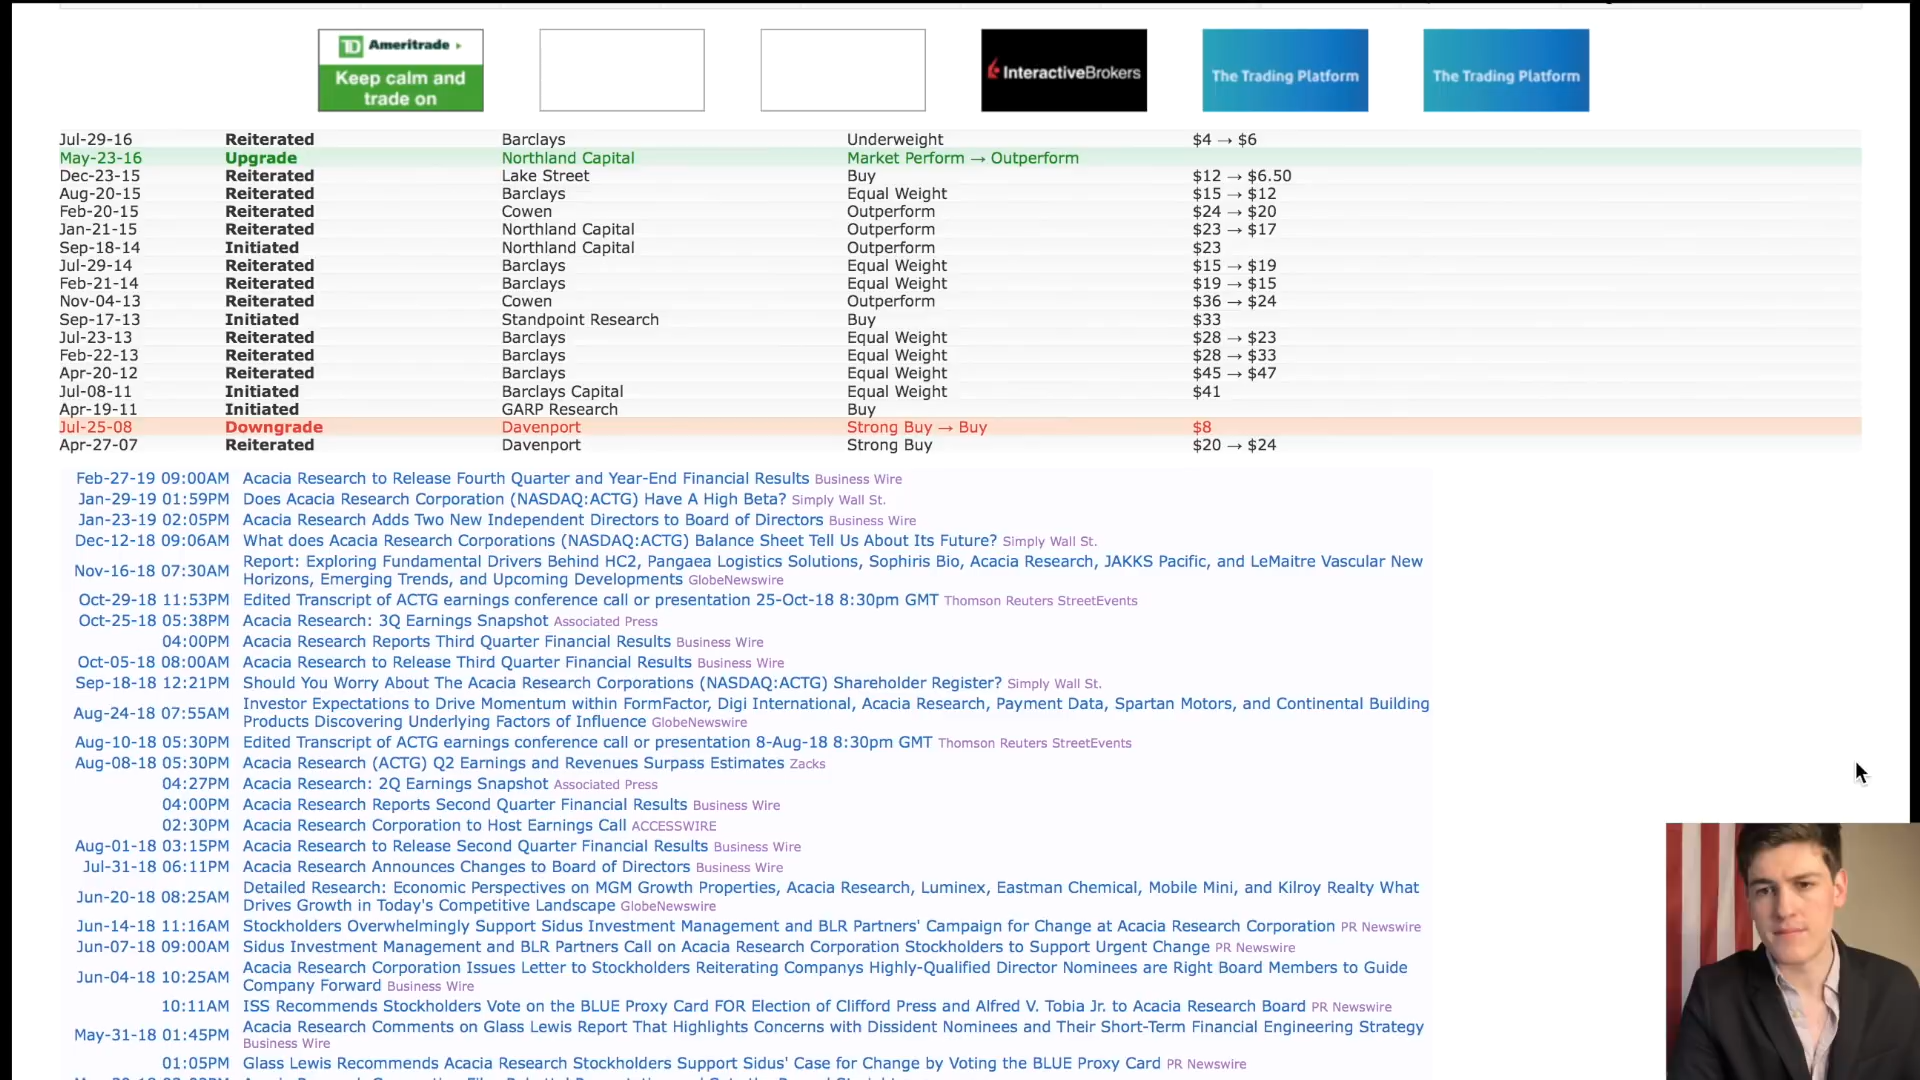 TD Ameritrade
Keep calm and
trade on
InteractiveBrokers
The Trading Platform
The Trading Platform
Jul-29-16 Reiterated Barclays Underweight $4 → $6
May-23-16 Upgrade Northland Capital Market Perform → Outperform
Dec-23-15 Reiterated Lake Street Buy $12 → $6.50
Aug-20-15 Reiterated Barclays Equal Weight $15 → $12
Feb-20-15 Reiterated Cowen Outperform $24 → $20
Jan-21-15 Reiterated Northland Capital Outperform $23 → $17
Sep-18-14 Initiated Northland Capital Outperform $23
Jul-29-14 Reiterated Barclays Equal Weight $15 → $19
Feb-21-14 Reiterated Barclays Equal Weight $19 → $15
Nov-04-13 Reiterated Cowen Outperform $36 → $24
Sep-17-13 Initiated Standpoint Research Buy $33
Jul-23-13 Reiterated Barclays Equal Weight $28 → $23
Feb-22-13 Reiterated Barclays Equal Weight $28 → $33
Apr-20-12 Reiterated Barclays Equal Weight $45 → $47
Jul-08-11 Initiated Barclays Capital Equal Weight $41
Apr-19-11 Initiated GARP Research Buy
Jul-25-08 Downgrade Davenport Strong Buy → Buy $8
Apr-27-07 Reiterated Davenport Strong Buy $20 → $24
Feb-27-19 09:00AM Acacia Research to Release Fourth Quarter and Year-End Financial Results Business Wire
Jan-29-19 01:59PM Does Acacia Research Corporation (NASDAQ:ACTG) Have A High Beta? Simply Wall St.
Jan-23-19 02:05PM Acacia Research Adds Two New Independent Directors to Board of Directors Business Wire
Dec-12-18 09:06AM What does Acacia Research Corporations (NASDAQ:ACTG) Balance Sheet Tell Us About Its Future? Simply Wall St.
Nov-16-18 07:30AM Report: Exploring Fundamental Drivers Behind HC2, Pangaea Logistics Solutions, Sophiris Bio, Acacia Research, JAKKS Pacific, and LeMaitre Vascular New
Horizons, Emerging Trends, and Upcoming Developments GlobeNewswire
Oct-29-18 11:53PM Edited Transcript of ACTG earnings conference call or presentation 25-Oct-18 8:30pm GMT Thomson Reuters StreetEvents
Oct-25-18 05:38PM Acacia Research: 3Q Earnings Snapshot Associated Press
04:00PM Acacia Research Reports Third Quarter Financial Results Business Wire
Oct-05-18 08:00AM Acacia Research to Release Third Quarter Financial Results Business Wire
Sep-18-18 12:21PM Should You Worry About The Acacia Research Corporations (NASDAQ:ACTG) Shareholder Register? Simply Wall St.
Aug-24-18 07:55AM Investor Expectations to Drive Momentum within FormFactor, Digi International, Acacia Research, Payment Data, Spartan Motors, and Continental Building
Products Discovering Underlying Factors of Influence GlobeNewswire
Aug-10-18 05:30PM Edited Transcript of ACTG earnings conference call or presentation 8-Aug-18 8:30pm GMT Thomson Reuters StreetEvents
Aug-08-18 05:30PM Acacia Research (ACTG) Q2 Earnings and Revenues Surpass Estimates Zacks
04:27PM Acacia Research: 2Q Earnings Snapshot Associated Press
04:00PM Acacia Research Reports Second Quarter Financial Results Business Wire
02:30PM Acacia Research Corporation to Host Earnings Call ACCESSWIRE
Aug-01-18 03:15PM Acacia Research to Release Second Quarter Financial Results Business Wire
Jul-31-18 06:11PM Acacia Research Announces Changes to Board of Directors Business Wire
Jun-20-18 08:25AM Detailed Research: Economic Perspectives on MGM Growth Properties, Acacia Research, Luminex, Eastman Chemical, Mobile Mini, and Kilroy Realty What
Drives Growth in Today's Competitive Landscape GlobeNewswire
Jun-14-18 11:16AM Stockholders Overwhelmingly Support Sidus Investment Management and BLR Partners' Campaign for Change at Acacia Research Corporation PR Newswire
Jun-07-18 09:00AM Sidus Investment Management and BLR Partners Call on Acacia Research Corporation Stockholders to Support Urgent Change PR Newswire
Jun-04-18 10:25AM Acacia Research Corporation Issues Letter to Stockholders Reiterating Companys Highly-Qualified Director Nominees are Right Board Members to Guide
Company Forward Business Wire
10:11AM ISS Recommends Stockholders Vote on the BLUE Proxy Card FOR Election of Clifford Press and Alfred V. Tobia Jr. to Acacia Research Board PR Newswire
May-31-18 01:45PM Acacia Research Comments on Glass Lewis Report That Highlights Concerns with Dissident Nominees and Their Short-Term Financial Engineering Strategy
Business Wire
01:05PM Glass Lewis Recommends Acacia Research Stockholders Support Sidus' Case for Change by Voting the BLUE Proxy Card PR Newswire